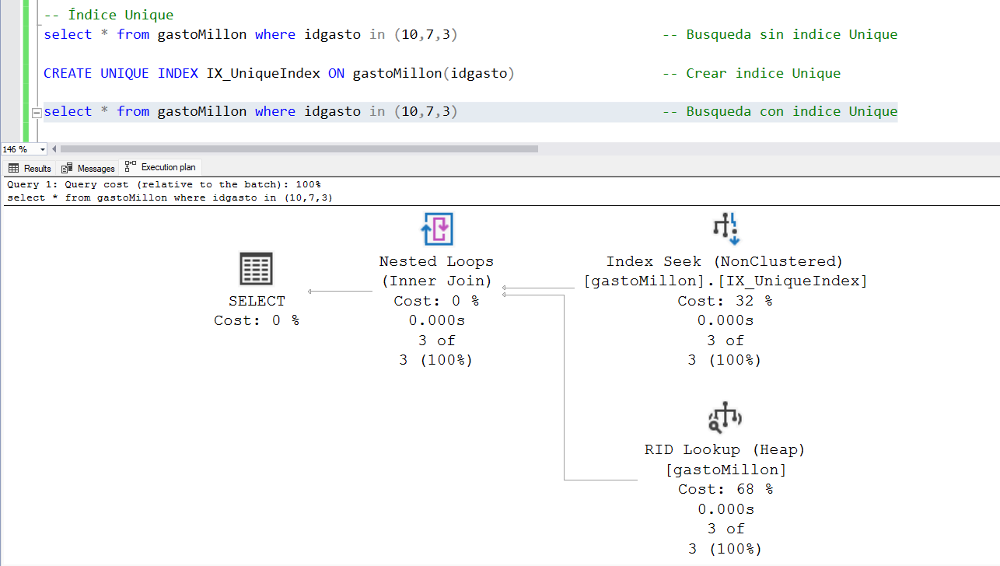 -- Índice Unique
select * from gastoMillon where idgasto in (10,7,3) -- Busqueda sin indice Unique
CREATE UNIQUE INDEX IX_UniqueIndex ON gastoMillon(idgasto) -- Crear indice Unique
select * from gastoMillon where idgasto in (10,7,3) -- Busqueda con indice Unique
146 %
Results Messages Execution plan
Query 1: Query cost (relative to the batch): 100%
select * from gastoMillon where idgasto in (10,7,3)
SELECT
Cost: 0 %
Nested Loops
(Inner Join)
Cost: 0 %
0.000s
3 of
3 (100%)
Index Seek (NonClustered)
[gastoMillon].[IX_UniqueIndex]
Cost: 32 %
0.000s
3 of
3 (100%)
RID Lookup (Heap)
[gastoMillon]
Cost: 68 %
0.000s
3 of
3 (100%)